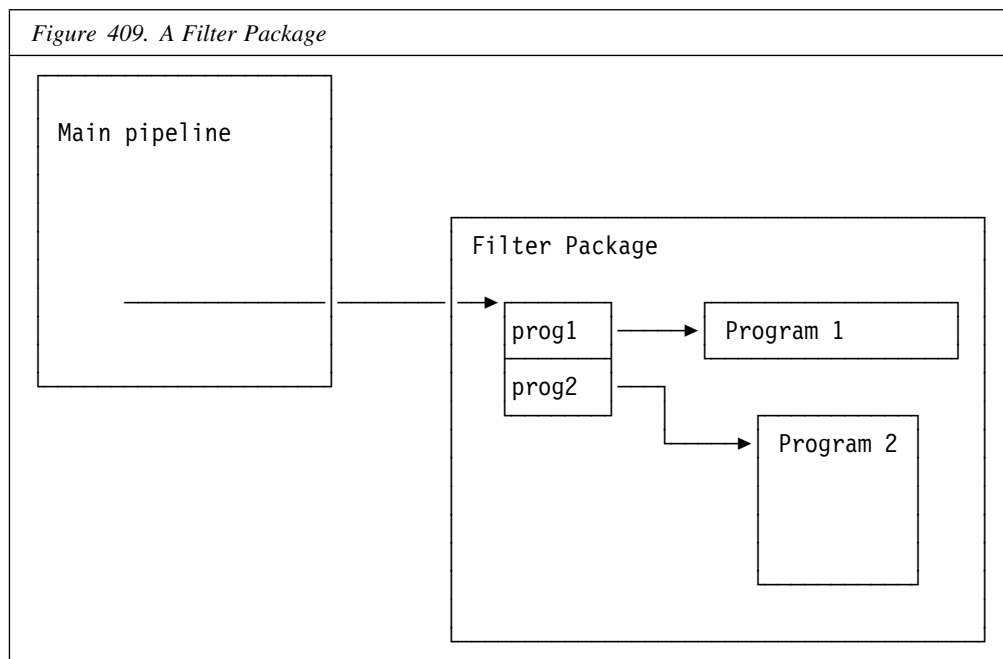 Figure 409. A Filter Package
Main pipeline
Filter Package
prog1
Program 1
prog2
Program 2